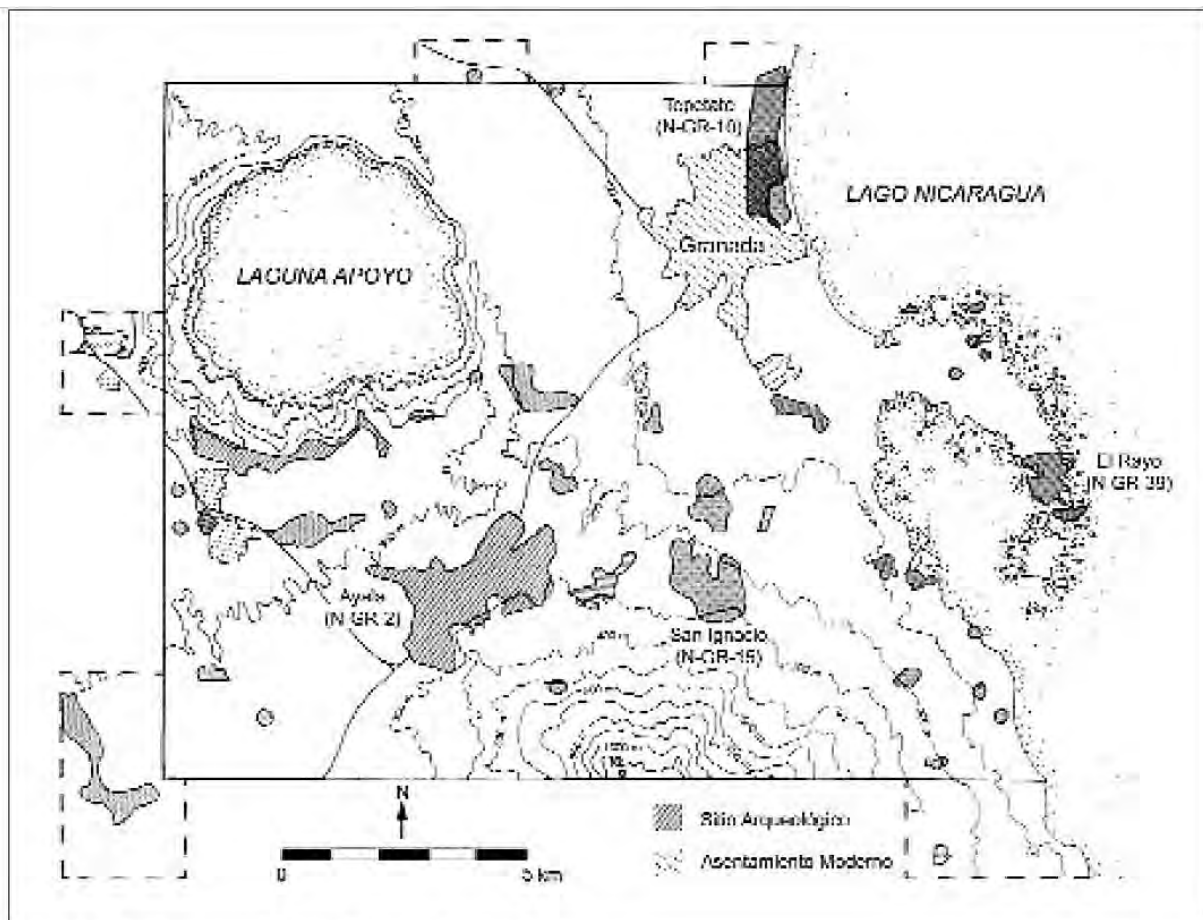 Tepetate
(N-GR-10)
LAGO NICARAGUA
Granada
LAGUNA APOYO
El Rayo
(N-GR-39)
Ayala
(N-GR-2)
San Ignacio
(N-GR-15)
N
Sitio Arqueológico
Asentamiento Moderno
0
5 km